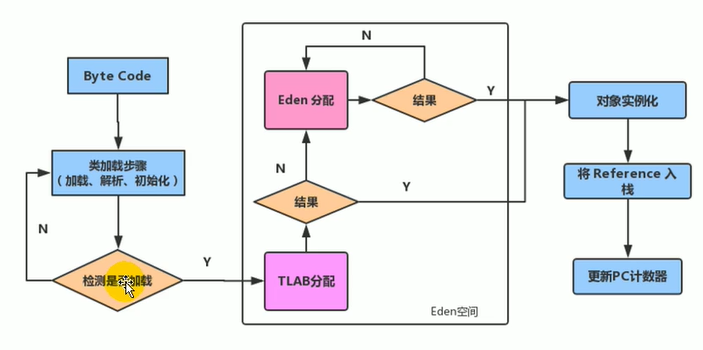 Byte Code
类加载步骤
（加载、解析、初始化）
N
检测是 加载
Y
Eden空间
TLAB分配
结果
N
Y
Eden 分配
结果
N
Y
对象实例化
将 Reference 入
栈
更新PC计数器